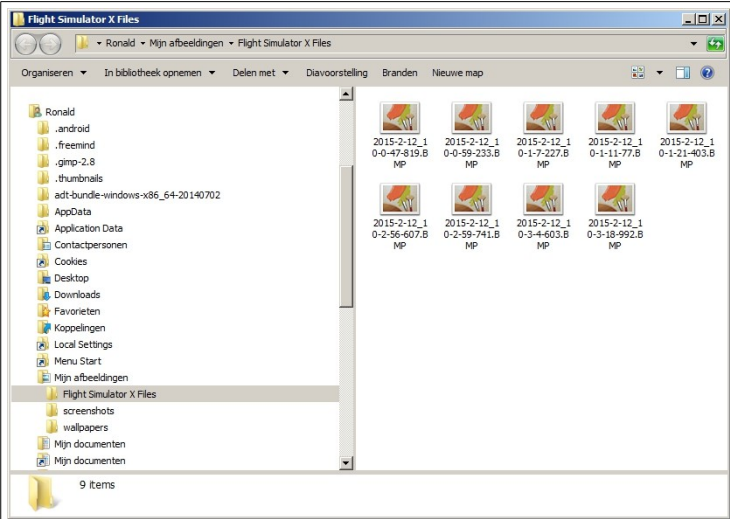 Flight Simulator X Files
Ronald ▾ Mijn afbeeldingen ▾ Flight Simulator X Files
Organiseren ▾ In bibliotheek opnemen ▾ Delen met ▾ Diavoorstelling Branden Nieuwe map
Ronald
.android
.freemind
.gimp-2.8
.thumbnails
adt-bundle-windows-x86_64-20140702
AppData
Application Data
Contactpersonen
Cookies
Desktop
Downloads
Favorieten
Koppelingen
Local Settings
Menu Start
Mijn afbeeldingen
Flight Simulator X Files
screenshots
wallpapers
Mijn documenten
Mijn documenten
2015-2-12_1
0-0-47-819.B
MP
2015-2-12_1
0-0-59-233.B
MP
2015-2-12_1
0-1-7-227.B
MP
2015-2-12_1
0-1-11-77.B
MP
2015-2-12_1
0-1-21-403.B
MP
2015-2-12_1
0-2-56-607.B
MP
2015-2-12_1
0-2-59-741.B
MP
2015-2-12_1
0-3-4-603.B
MP
2015-2-12_1
0-3-18-992.B
MP
9 items